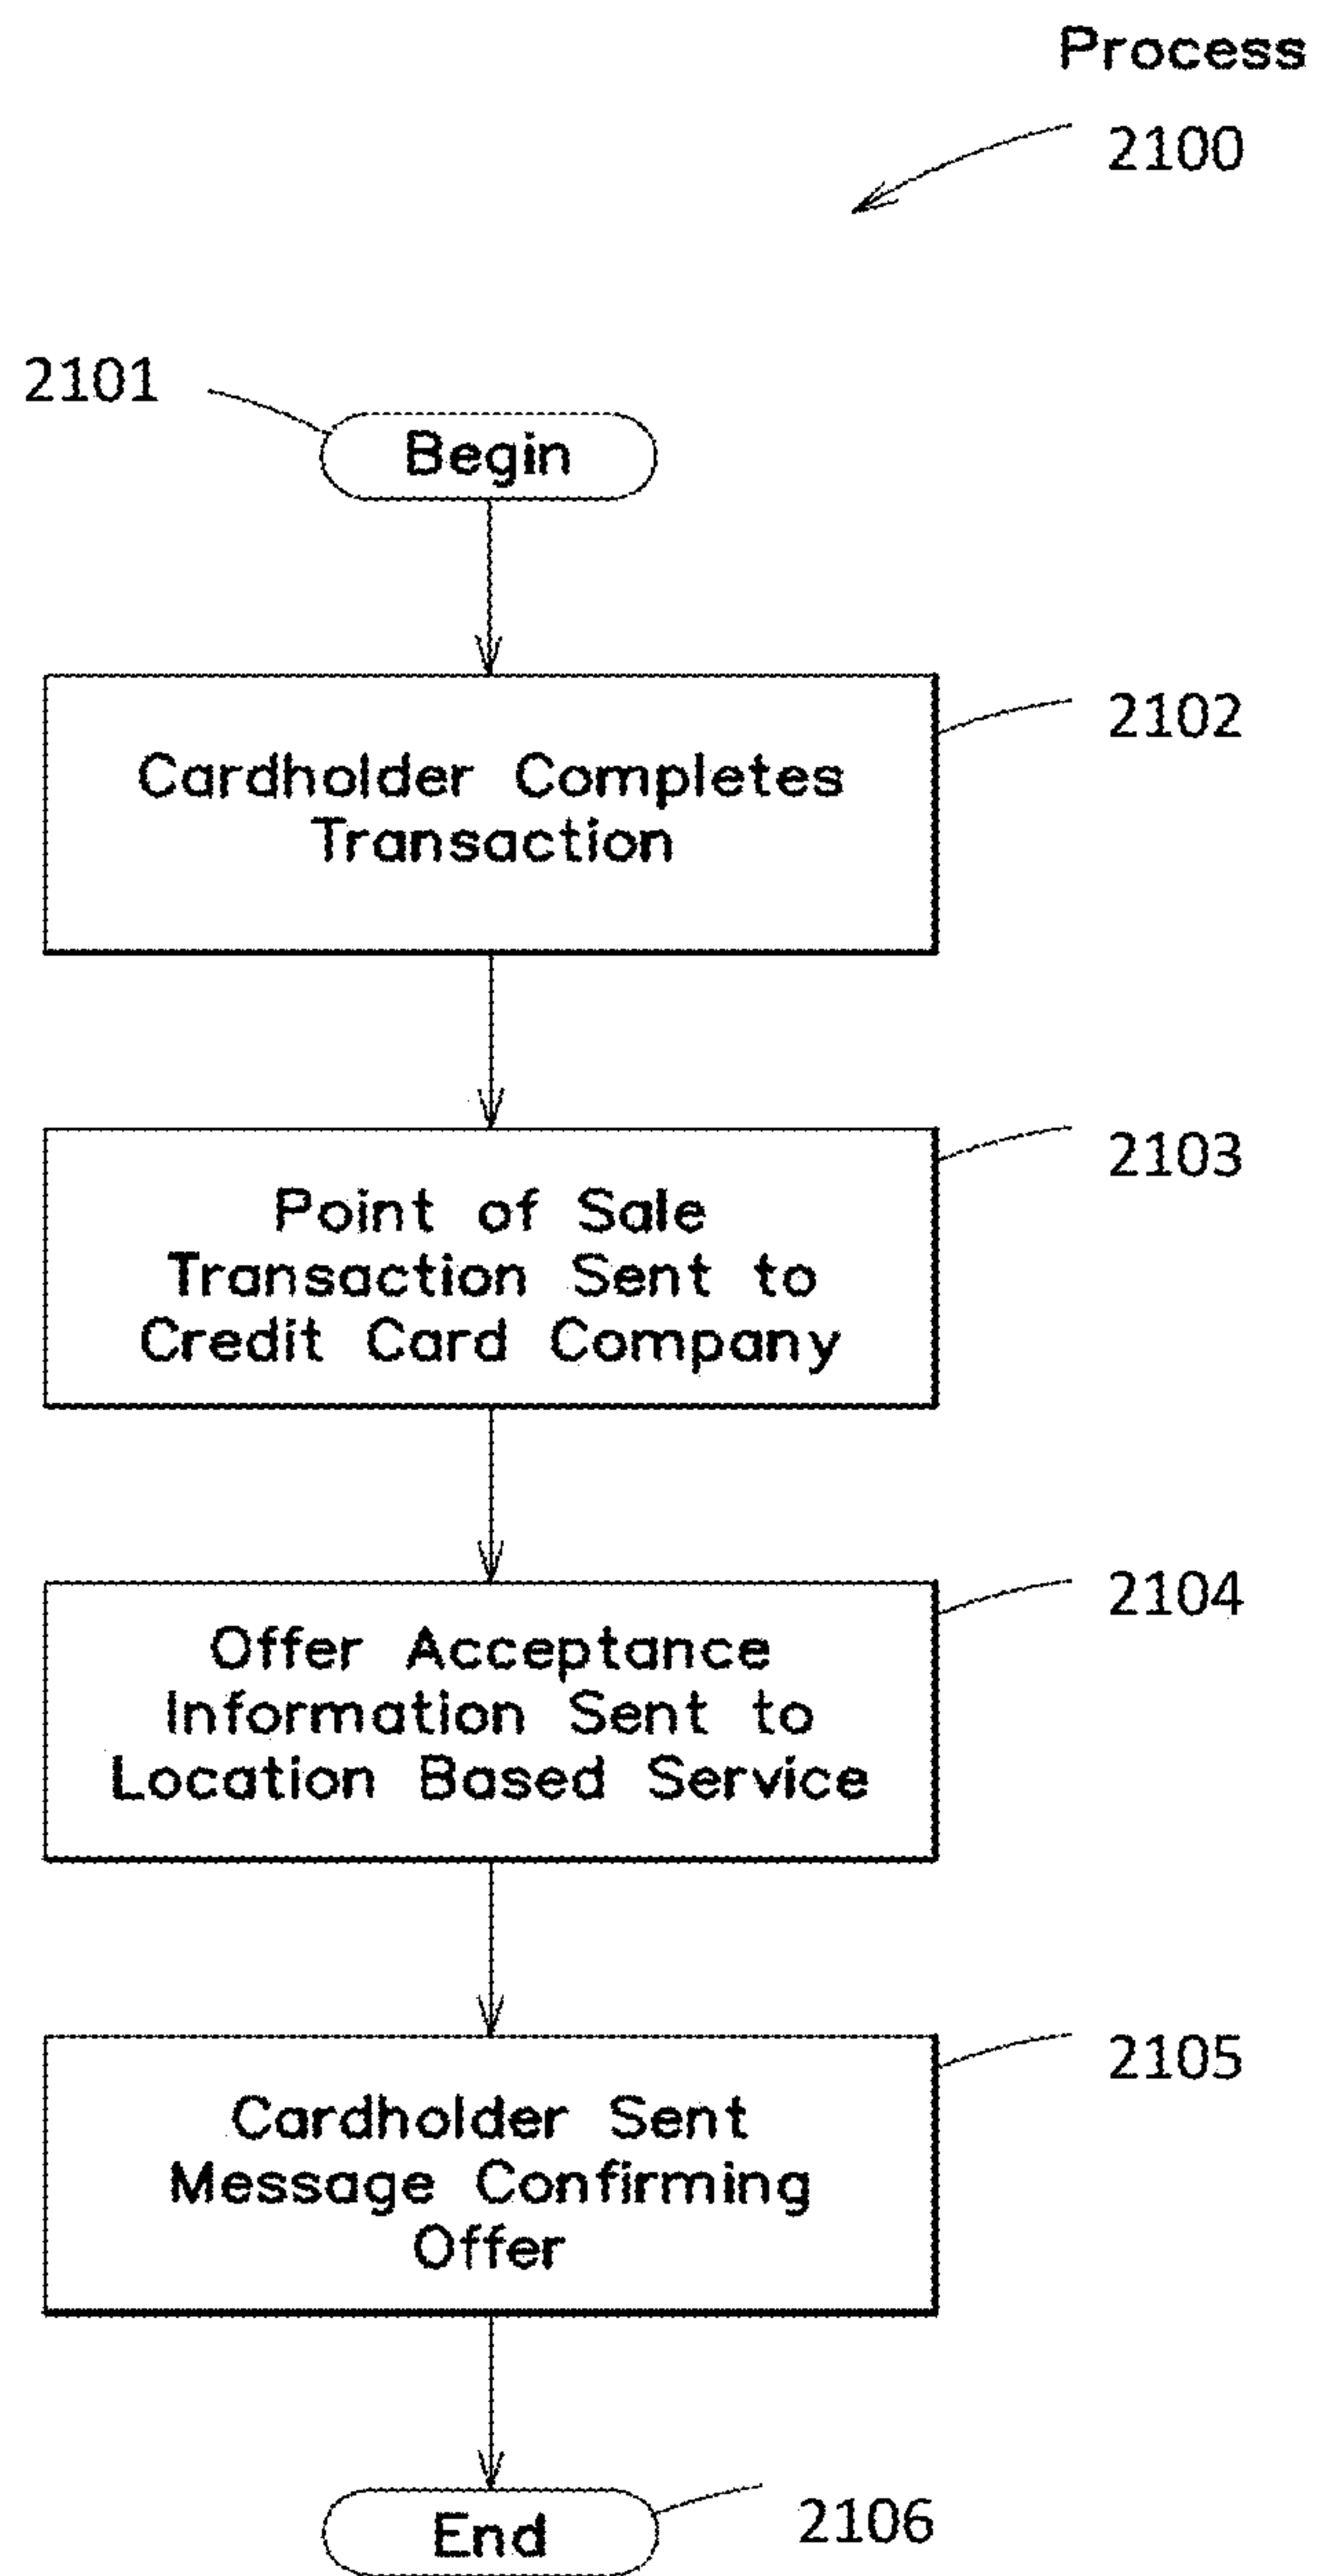 Process
2100
2101
Begin
2102
Cardholder Completes
Transaction
2103
Point of Sale
Transaction Sent to
Credit Card Company
2104
Offer Acceptance
Information Sent to
Location Based Service
2105
Cardholder Sent
Message Confirming
Offer
End
2106